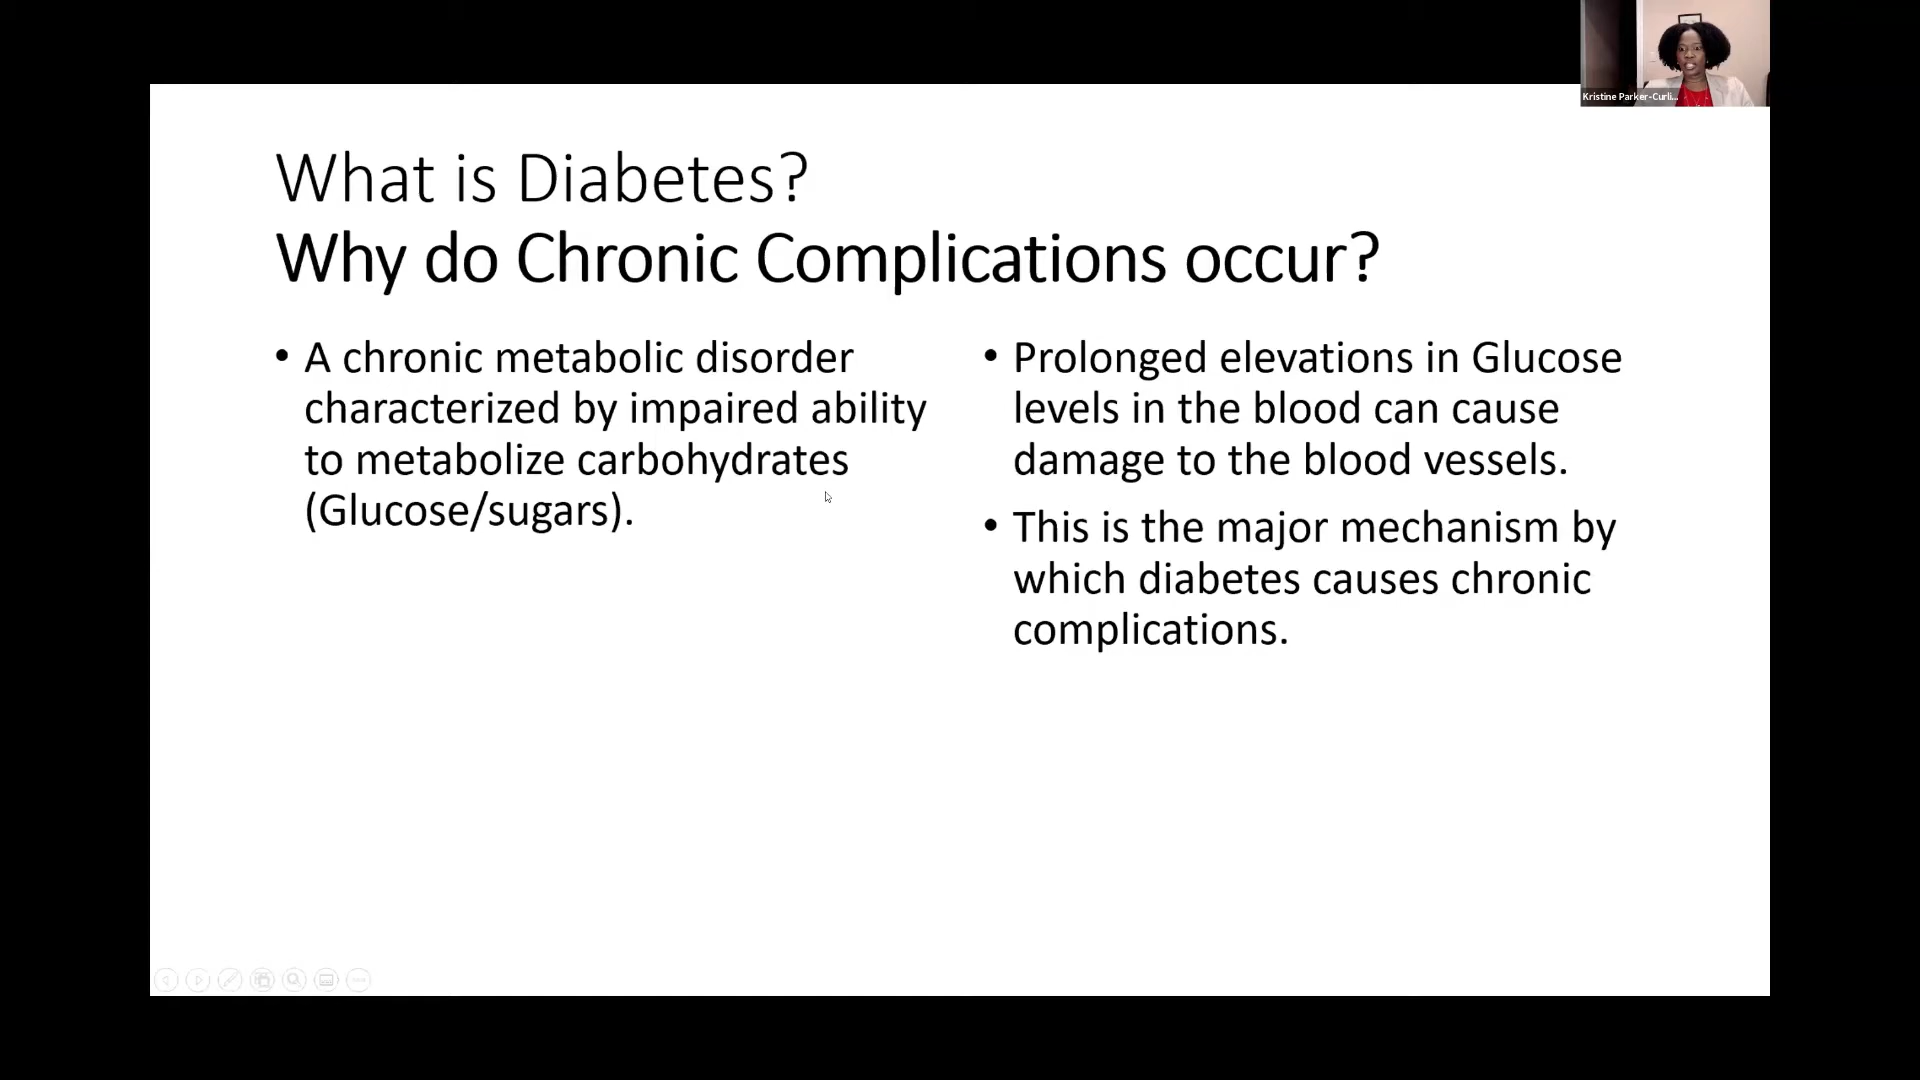 Kristine Parker-Curli...
What is Diabetes?
Why do Chronic Complications occur?
• A chronic metabolic disorder
characterized by impaired ability
to metabolize carbohydrates
(Glucose/sugars).
• Prolonged elevations in Glucose
levels in the blood can cause
damage to the blood vessels.
• This is the major mechanism by
which diabetes causes chronic
complications.